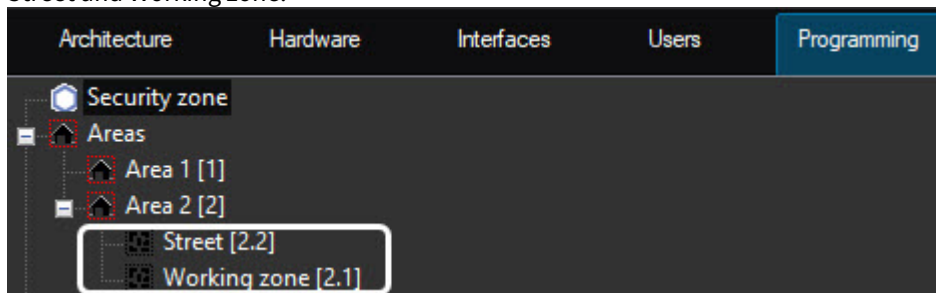 Street and Working zone.
Architecture Hardware Interfaces Users Programming
Security zone
Areas
Area 1 [1]
Area 2 [2]
Street [2.2]
Working zone [2.1]